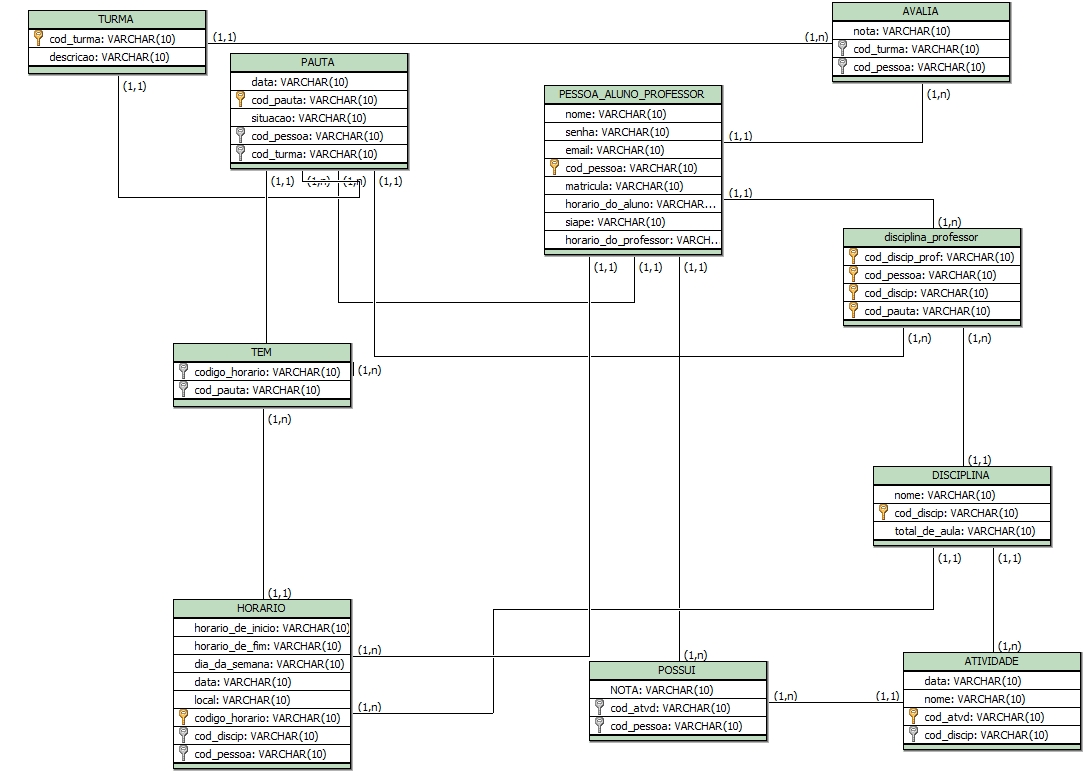 TURMA
cod_turma: VARCHAR(10)
descricao: VARCHAR(10)
(1,1)
(1,1)
PAUTA
data: VARCHAR(10)
cod_pauta: VARCHAR(10)
situacao: VARCHAR(10)
cod_pessoa: VARCHAR(10)
cod_turma: VARCHAR(10)
(1,1)
(1,n)
(1,n)
(1,1)
AVALIA
nota: VARCHAR(10)
cod_turma: VARCHAR(10)
cod_pessoa: VARCHAR(10)
(1,n)
(1,n)
PESSOA_ALUNO_PROFESSOR
nome: VARCHAR(10)
senha: VARCHAR(10)
email: VARCHAR(10)
cod_pessoa: VARCHAR(10)
matricula: VARCHAR(10)
horario_do_aluno: VARCHAR...
siape: VARCHAR(10)
horario_do_professor: VARCH...
(1,1)
(1,1)
(1,1)
(1,1)
(1,1)
(1,n)
disciplina_professor
cod_discip_prof: VARCHAR(10)
cod_pessoa: VARCHAR(10)
cod_discip: VARCHAR(10)
cod_pauta: VARCHAR(10)
(1,n)
(1,n)
TEM
codigo_horario: VARCHAR(10)
cod_pauta: VARCHAR(10)
(1,n)
(1,n)
(1,1)
DISCIPLINA
nome: VARCHAR(10)
cod_discip: VARCHAR(10)
total_de_aula: VARCHAR(10)
(1,1)
(1,1)
(1,1)
HORARIO
horario_de_inicio: VARCHAR(10)
horario_de_fim: VARCHAR(10)
dia_da_semana: VARCHAR(10)
data: VARCHAR(10)
local: VARCHAR(10)
codigo_horario: VARCHAR(10)
cod_discip: VARCHAR(10)
cod_pessoa: VARCHAR(10)
(1,n)
(1,n)
(1,n)
POSSUI
NOTA: VARCHAR(10)
cod_atvd: VARCHAR(10)
cod_pessoa: VARCHAR(10)
(1,n)
(1,1)
(1,n)
ATIVIDADE
data: VARCHAR(10)
nome: VARCHAR(10)
cod_atvd: VARCHAR(10)
cod_discip: VARCHAR(10)